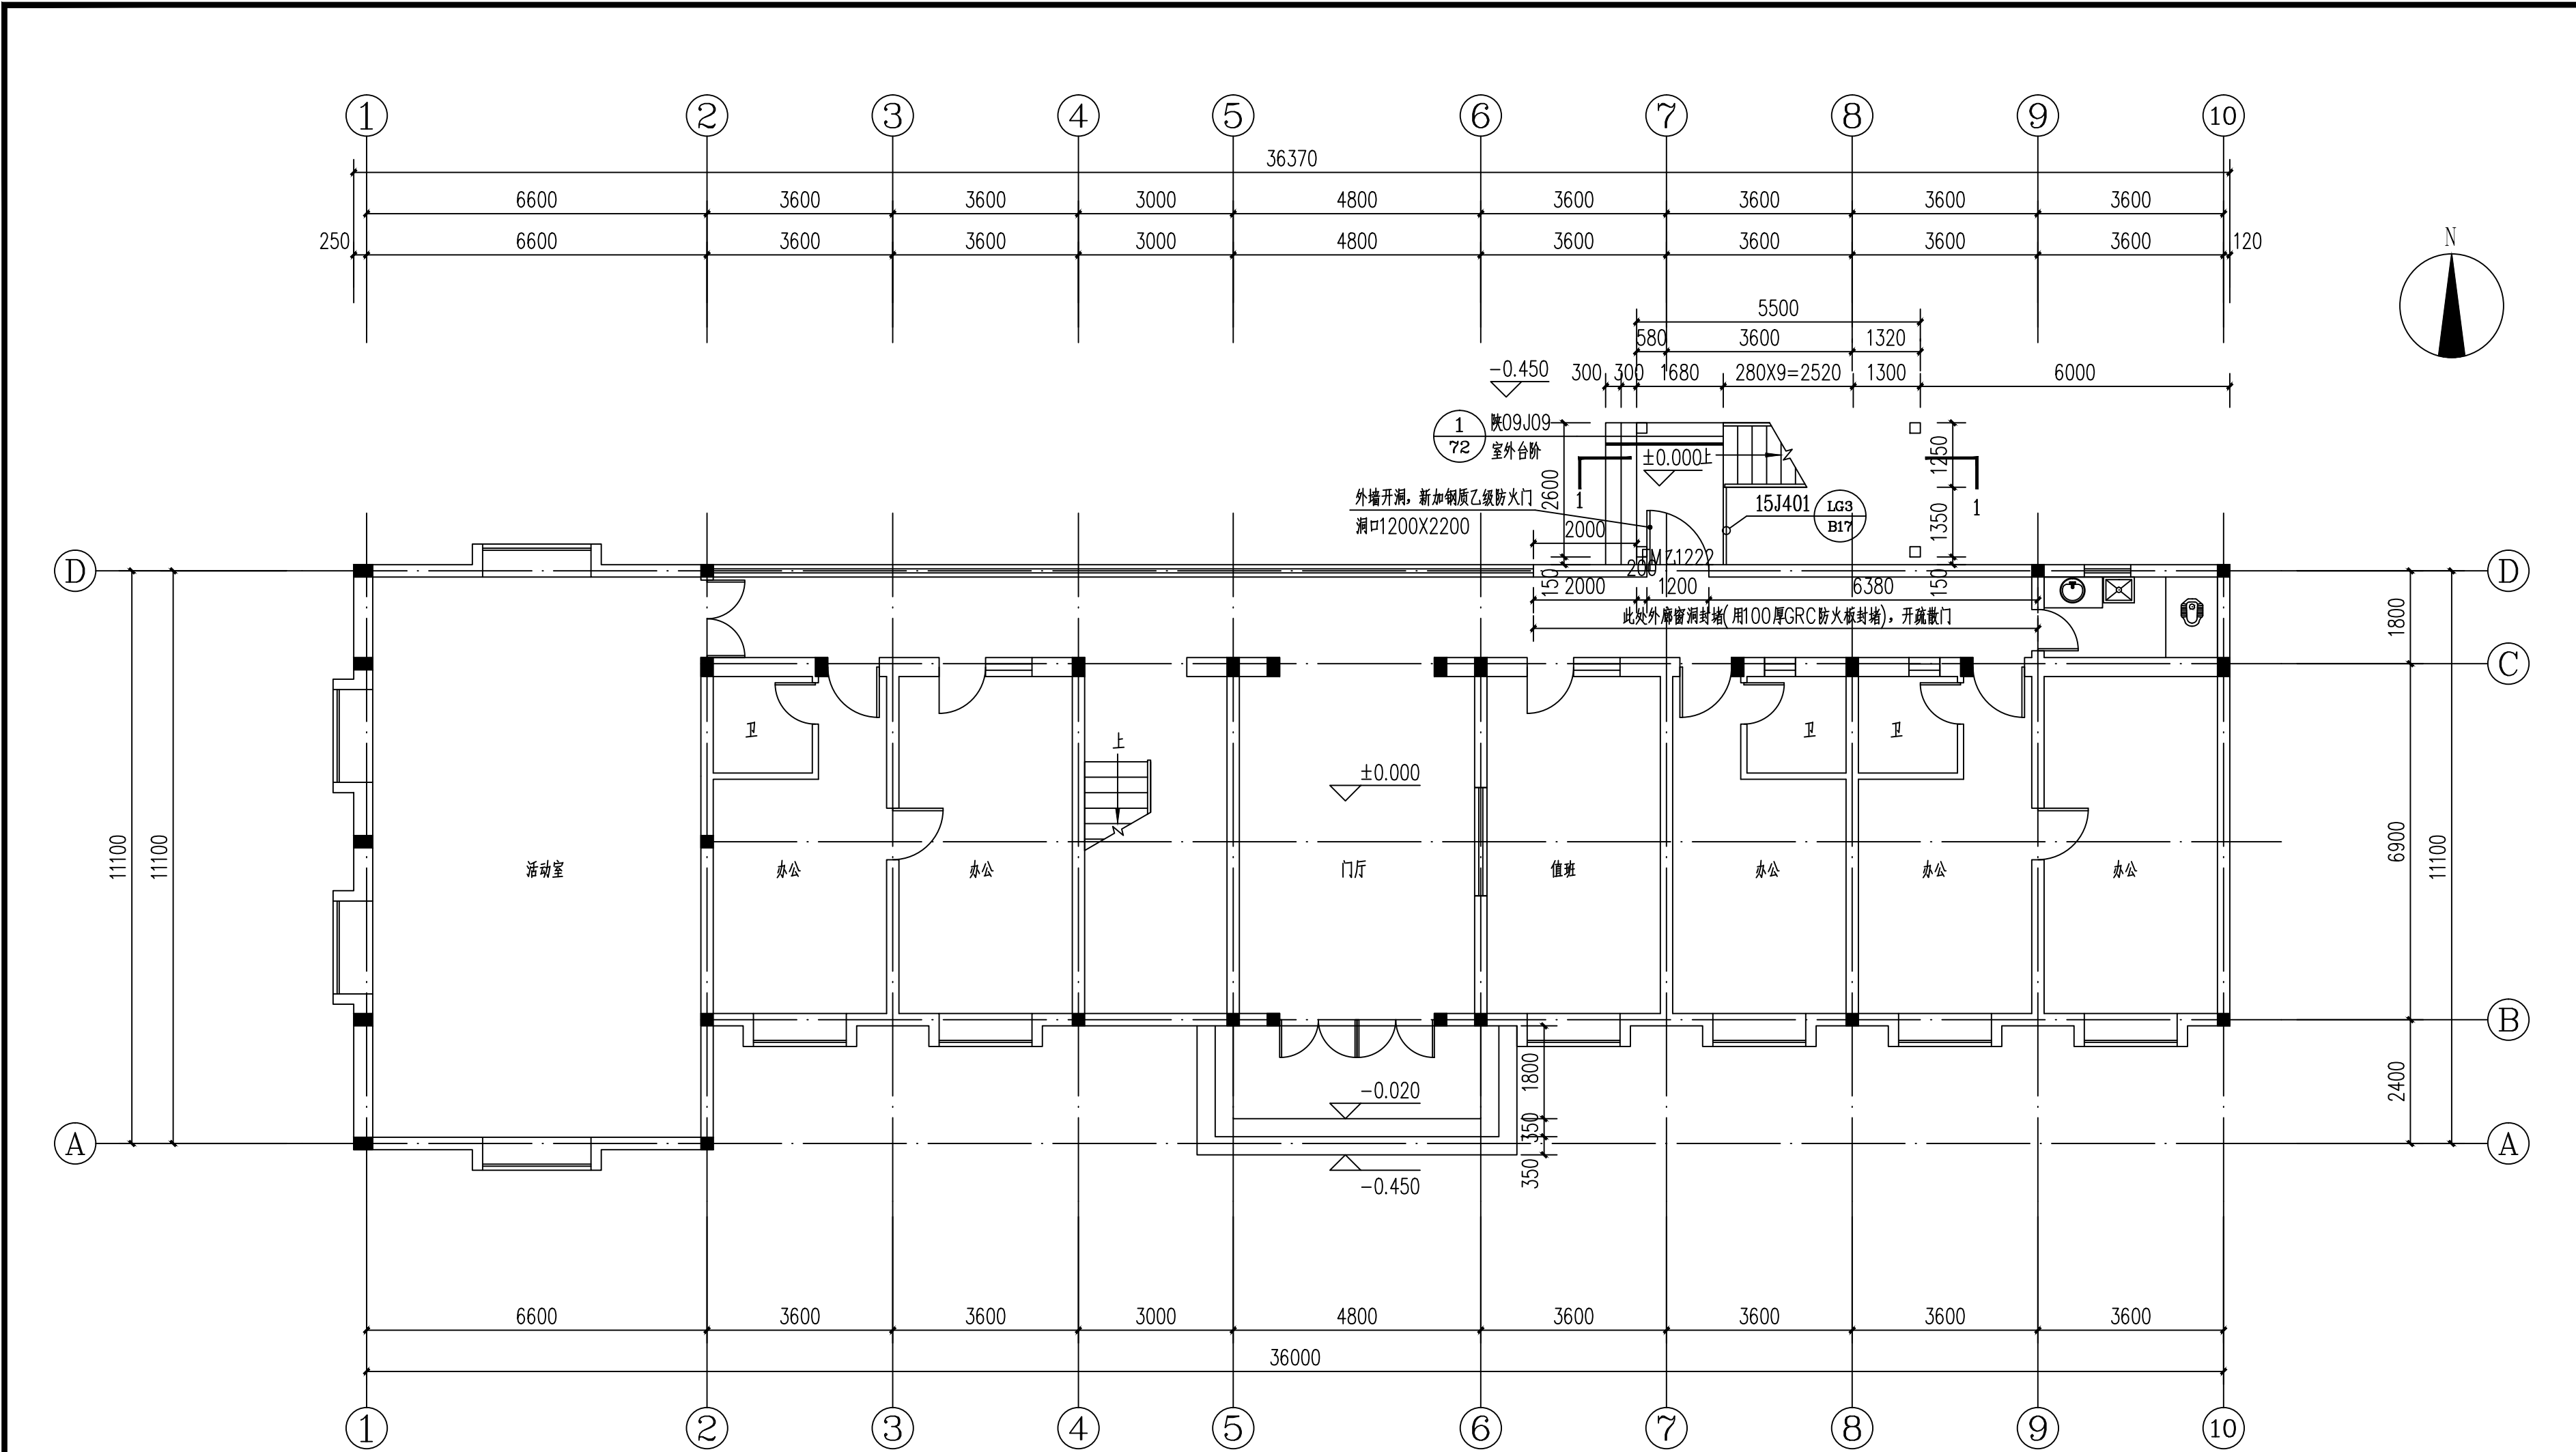 1 2 3 4 5 6 7 8 9 10
36370
6600 3600 3600 3000 4800 3600 3600 3600 3600
250 6600 3600 3600 3000 4800 3600 3600 3600 3600 120
N
5500
580 3600 1320
-0.450 300 300 1680 280X9=2520 1300 6000
1 陕09J09
72 室外台阶
±0.000 上
1250
2600
1 1
外墙开洞，新加钢质乙级防火门
洞口1200X2200
15J401 LG3
B17
1350
2000
FM乙1222
200
D D
150 2000 1200 6380 150
此处外廊窗洞封堵(用100厚GRC防火板封堵)，开疏散门
1800
C C
卫 卫 卫
上
±0.000
11100 11100 6900 11100
活动室 办公 办公 门厅 值班 办公 办公 办公
B B
1800
-0.020
2400
350
A A
350
-0.450
6600 3600 3600 3000 4800 3600 3600 3600 3600
36000
1 2 3 4 5 6 7 8 9 10